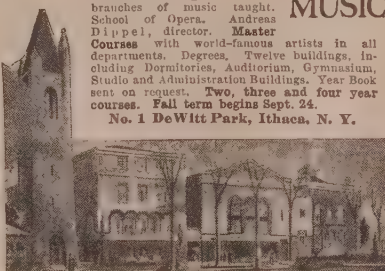 branches of music taught.
MUSIC
School of Opera. Andreas
Dippel, director. Master
Courses with world-famous artists in all
departments. Degrees. Twelve buildings, in-
cluding Dormitories, Auditorium, Gymnasium,
Studio and Administration Buildings. Year Book
sent on request. Two, three and four year
courses. Fall term begins Sept. 24.
No. 1 DeWitt Park, Ithaca, N. Y.